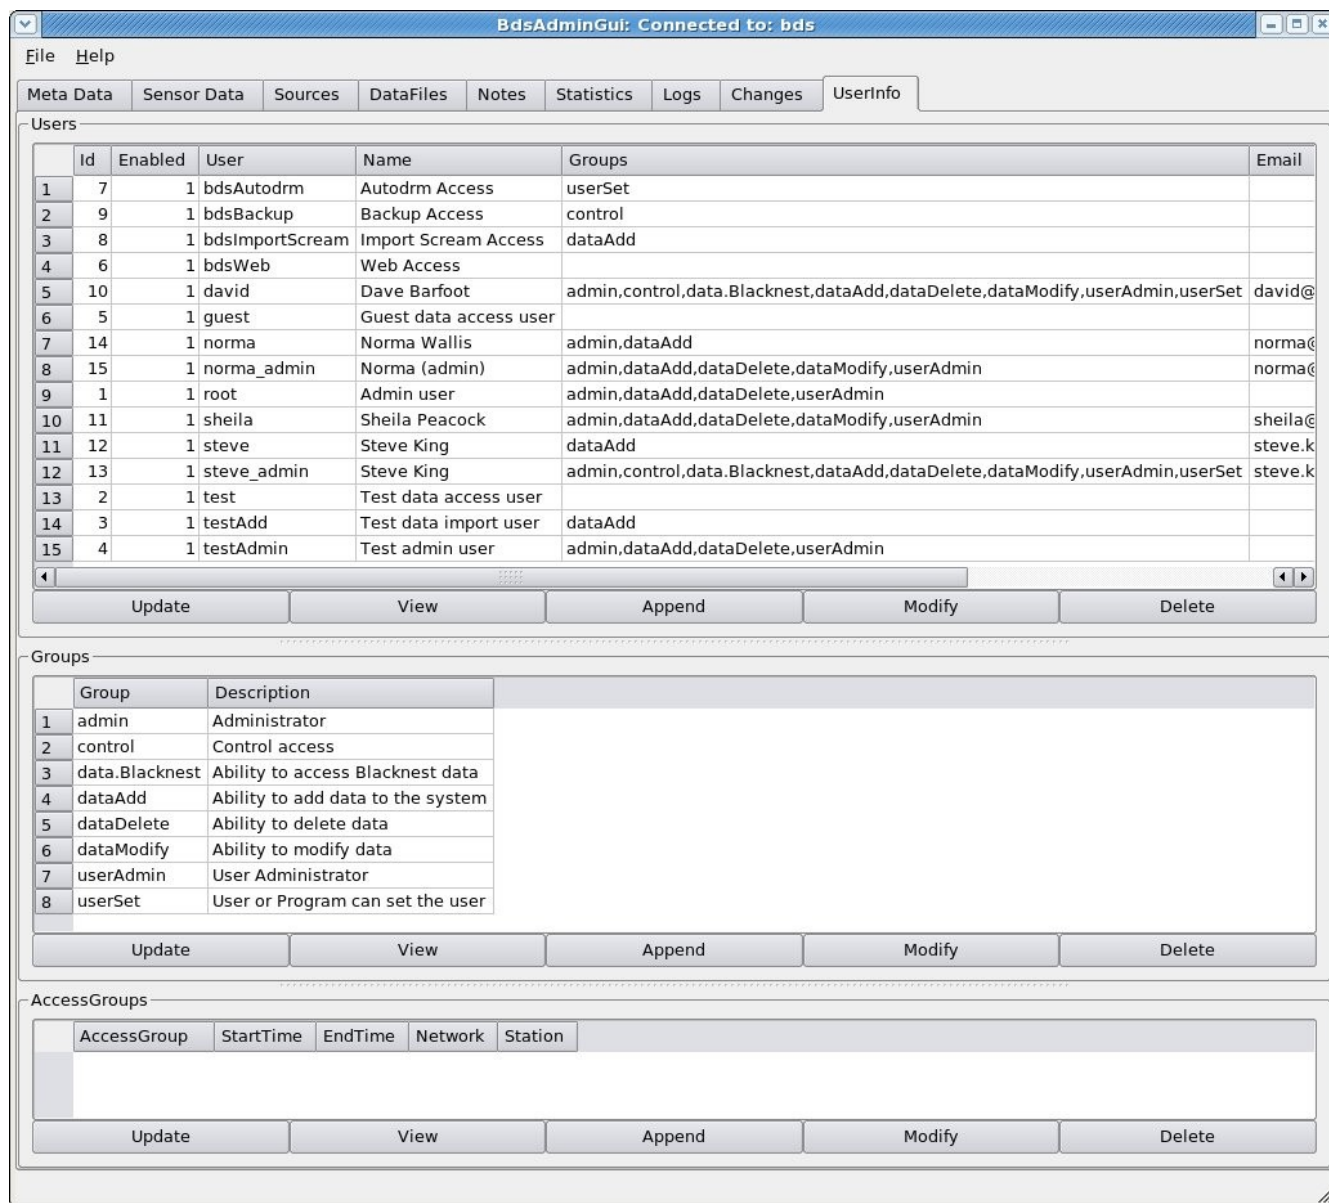 BdsAdminGui: Connected to: bds
File Help
Meta Data Sensor Data Sources DataFiles Notes Statistics Logs Changes UserInfo
Users
Id Enabled User Name Groups Email
1 7 1 bdsAutodrm Autodrm Access userSet
2 9 1 bdsBackup Backup Access control
3 8 1 bdsImportScream Import Scream Access dataAdd
4 6 1 bdsWeb Web Access
5 10 1 david Dave Barfoot admin,control,data.Blacknest,dataAdd,dataDelete,dataModify,userAdmin,userSet david@
6 5 1 guest Guest data access user
7 14 1 norma Norma Wallis admin,dataAdd norma@
8 15 1 norma_admin Norma (admin) admin,dataAdd,dataDelete,dataModify,userAdmin norma@
9 1 1 root Admin user admin,dataAdd,dataDelete,userAdmin
10 11 1 sheila Sheila Peacock admin,dataAdd,dataDelete,dataModify,userAdmin sheila@
11 12 1 steve Steve King dataAdd steve.k
12 13 1 steve_admin Steve King admin,control,data.Blacknest,dataAdd,dataDelete,dataModify,userAdmin,userSet steve.k
13 2 1 test Test data access user
14 3 1 testAdd Test data import user dataAdd
15 4 1 testAdmin Test admin user admin,dataAdd,dataDelete,userAdmin
Update View Append Modify Delete
Groups
Group Description
1 admin Administrator
2 control Control access
3 data.Blacknest Ability to access Blacknest data
4 dataAdd Ability to add data to the system
5 dataDelete Ability to delete data
6 dataModify Ability to modify data
7 userAdmin User Administrator
8 userSet User or Program can set the user
Update View Append Modify Delete
AccessGroups
AccessGroup StartTime EndTime Network Station
Update View Append Modify Delete